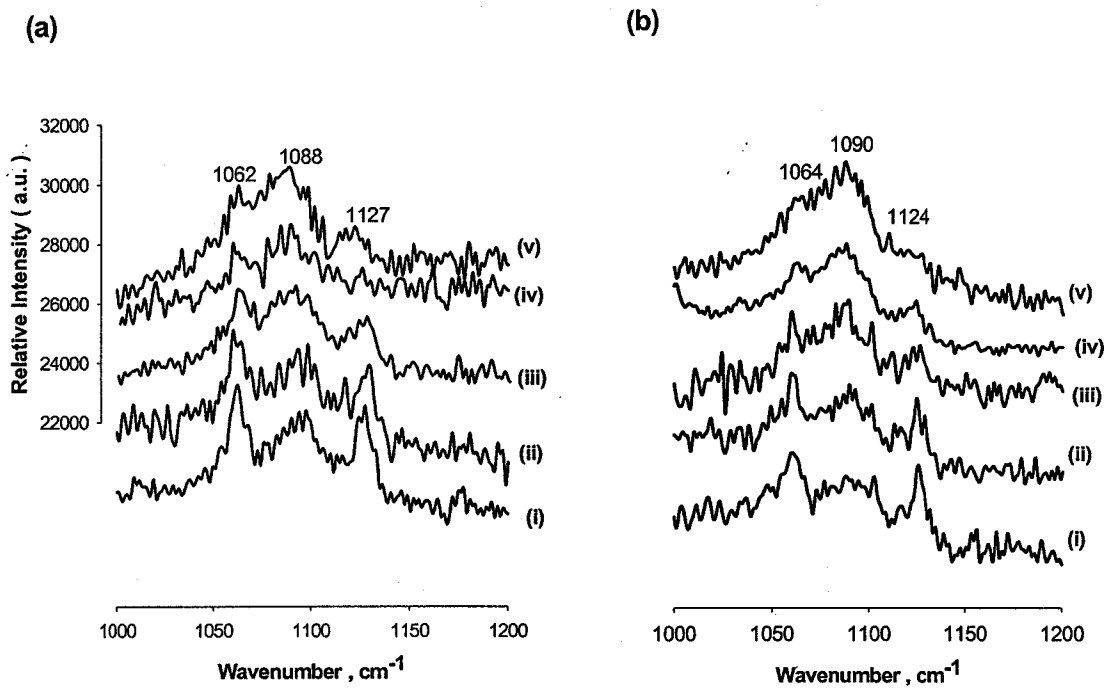 (a)
(b)
Relative Intensity ( a.u. )
32000
30000
28000
26000
24000
22000
1062
1088
1127
(v)
(iv)
(iii)
(ii)
(i)
1000 1050 1100 1150 1200
Wavenumber , cm-1
1064
1090
1124
(v)
(iv)
(iii)
(ii)
(i)
1000 1050 1100 1150 1200
Wavenumber , cm-1